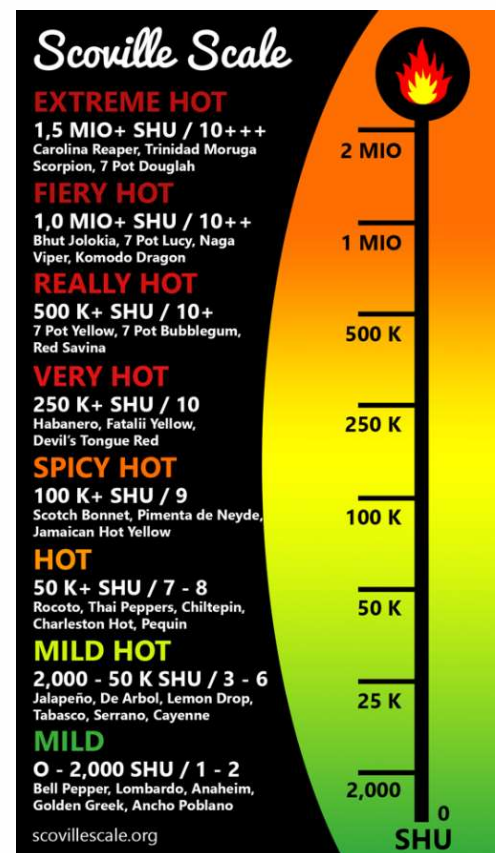 Scoville Scale
EXTREME HOT
1,5 MIO+ SHU / 10+++
Carolina Reaper, Trinidad Moruga
Scorpion, 7 Pot Douglah
FIERY HOT
1,0 MIO+ SHU / 10++
Bhut Jolokia, 7 Pot Lucy, Naga
Viper, Komodo Dragon
REALLY HOT
500 K+ SHU / 10+
7 Pot Yellow, 7 Pot Bubblegum,
Red Savina
VERY HOT
250 K+ SHU / 10
Habanero, Fatalii Yellow,
Devil's Tongue Red
SPICY HOT
100 K+ SHU / 9
Scotch Bonnet, Pimenta de Neyde,
Jamaican Hot Yellow
HOT
50 K+ SHU / 7 - 8
Rocoto, Thai Peppers, Chiltepin,
Charleston Hot, Pequin
MILD HOT
2,000 - 50 K SHU / 3 - 6
Jalapeño, De Arbol, Lemon Drop,
Tabasco, Serrano, Cayenne
MILD
O - 2,000 SHU / 1 - 2
Bell Pepper, Lombardo, Anaheim,
Golden Greek, Ancho Poblano
scovillescale.org
2 MIO
1 MIO
500 K
250 K
100 K
50 K
25 K
2,000
0
SHU